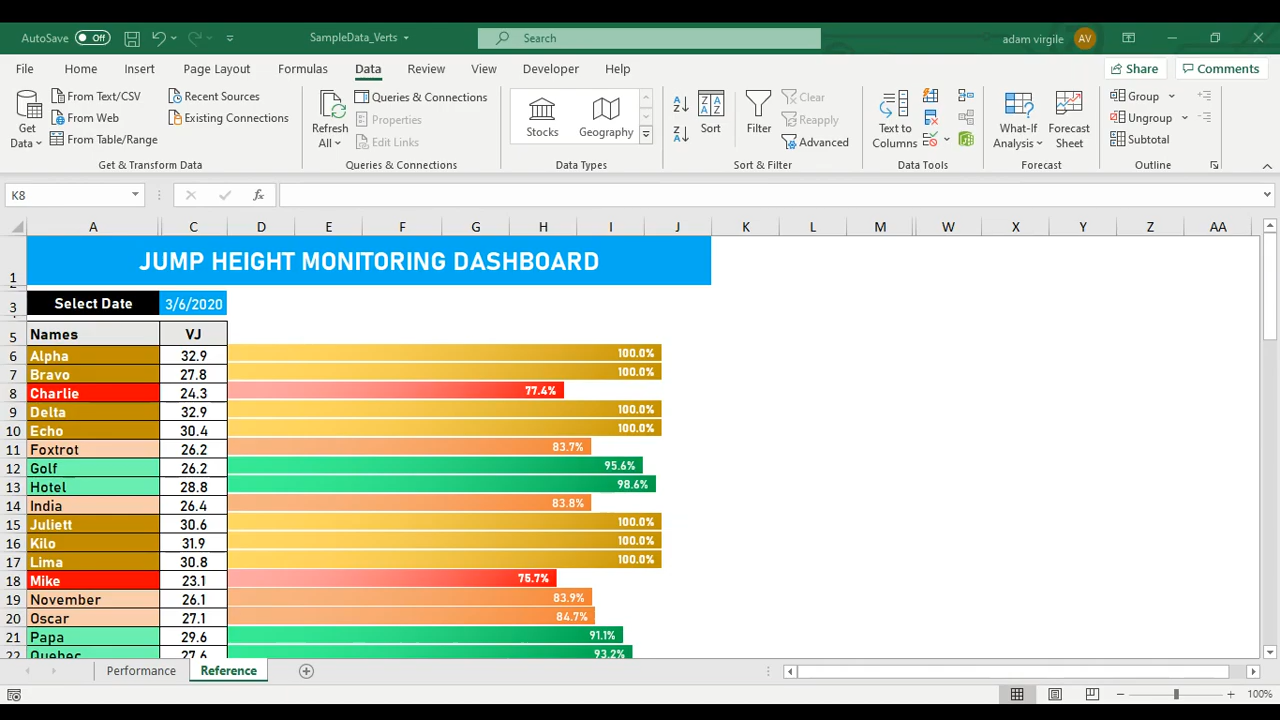 AutoSave Off SampleData_Verts Search adam virgile AV
File Home Insert Page Layout Formulas Data Review View Developer Help Share Comments
Get Data From Text/CSV From Web From Table/Range Recent Sources Existing Connections
Refresh All Queries & Connections Properties Edit Links
Stocks Geography
Sort Filter Clear Reapply Advanced
Text to Columns What-If Analysis Forecast Sheet Group Ungroup Subtotal
Get & Transform Data Queries & Connections Data Types Sort & Filter Data Tools Forecast Outline
K8 fx
A C D E F G H I J K L M W X Y Z AA
1 JUMP HEIGHT MONITORING DASHBOARD
3 Select Date 3/6/2020
5 Names VJ
6 Alpha 32.9 100.0%
7 Bravo 27.8 100.0%
8 Charlie 24.3 77.4%
9 Delta 32.9 100.0%
10 Echo 30.4 100.0%
11 Foxtrot 26.2 83.7%
12 Golf 26.2 95.6%
13 Hotel 28.8 98.6%
14 India 26.4 83.8%
15 Juliett 30.6 100.0%
16 Kilo 31.9 100.0%
17 Lima 30.8 100.0%
18 Mike 23.1 75.7%
19 November 26.1 83.9%
20 Oscar 27.1 84.7%
21 Papa 29.6 91.1%
22 Quebec 27.6 93.2%
Performance Reference
100%